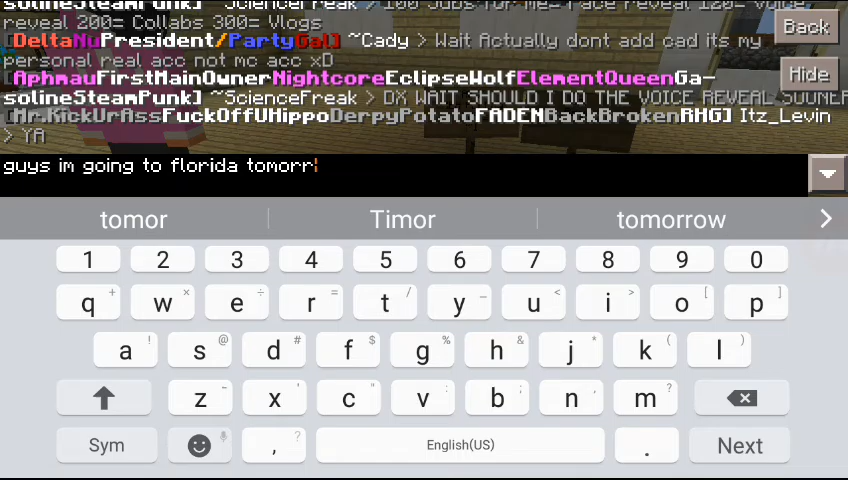 solineSteamPunk] ~ScienceFreak > 100 Subs for me= Face reveal 120= Voice
reveal 200= Collabs 300= Vlogs
[DeltaNuPresident/PartyGal] ~Cady > Wait Actually dont add cad its my
personal real acc not mc acc xD
[AphmauFirstMainOwnerNightcoreEclipseWolfElementQueenGa-
solineSteamPunk] ~ScienceFreak > DX WAIT SHOULD I DO THE VOICE REVEAL SOONER
[Mr.KickUrAssFuckOffUHippoDerpyPotatoFADENBackBrokenRHG] Itz_Levin
> YA
Back
Hide
guys im going to florida tomorr
tomor Timor tomorrow >
1 2 3 4 5 6 7 8 9 0
q + w × e ÷ r = t / y _ u < i > o [ p ]
a ! s @ d # f $ g % h & j * k ( l )
z - x ' c " v : b ; n , m ?
Sym , ? English(US) . Next